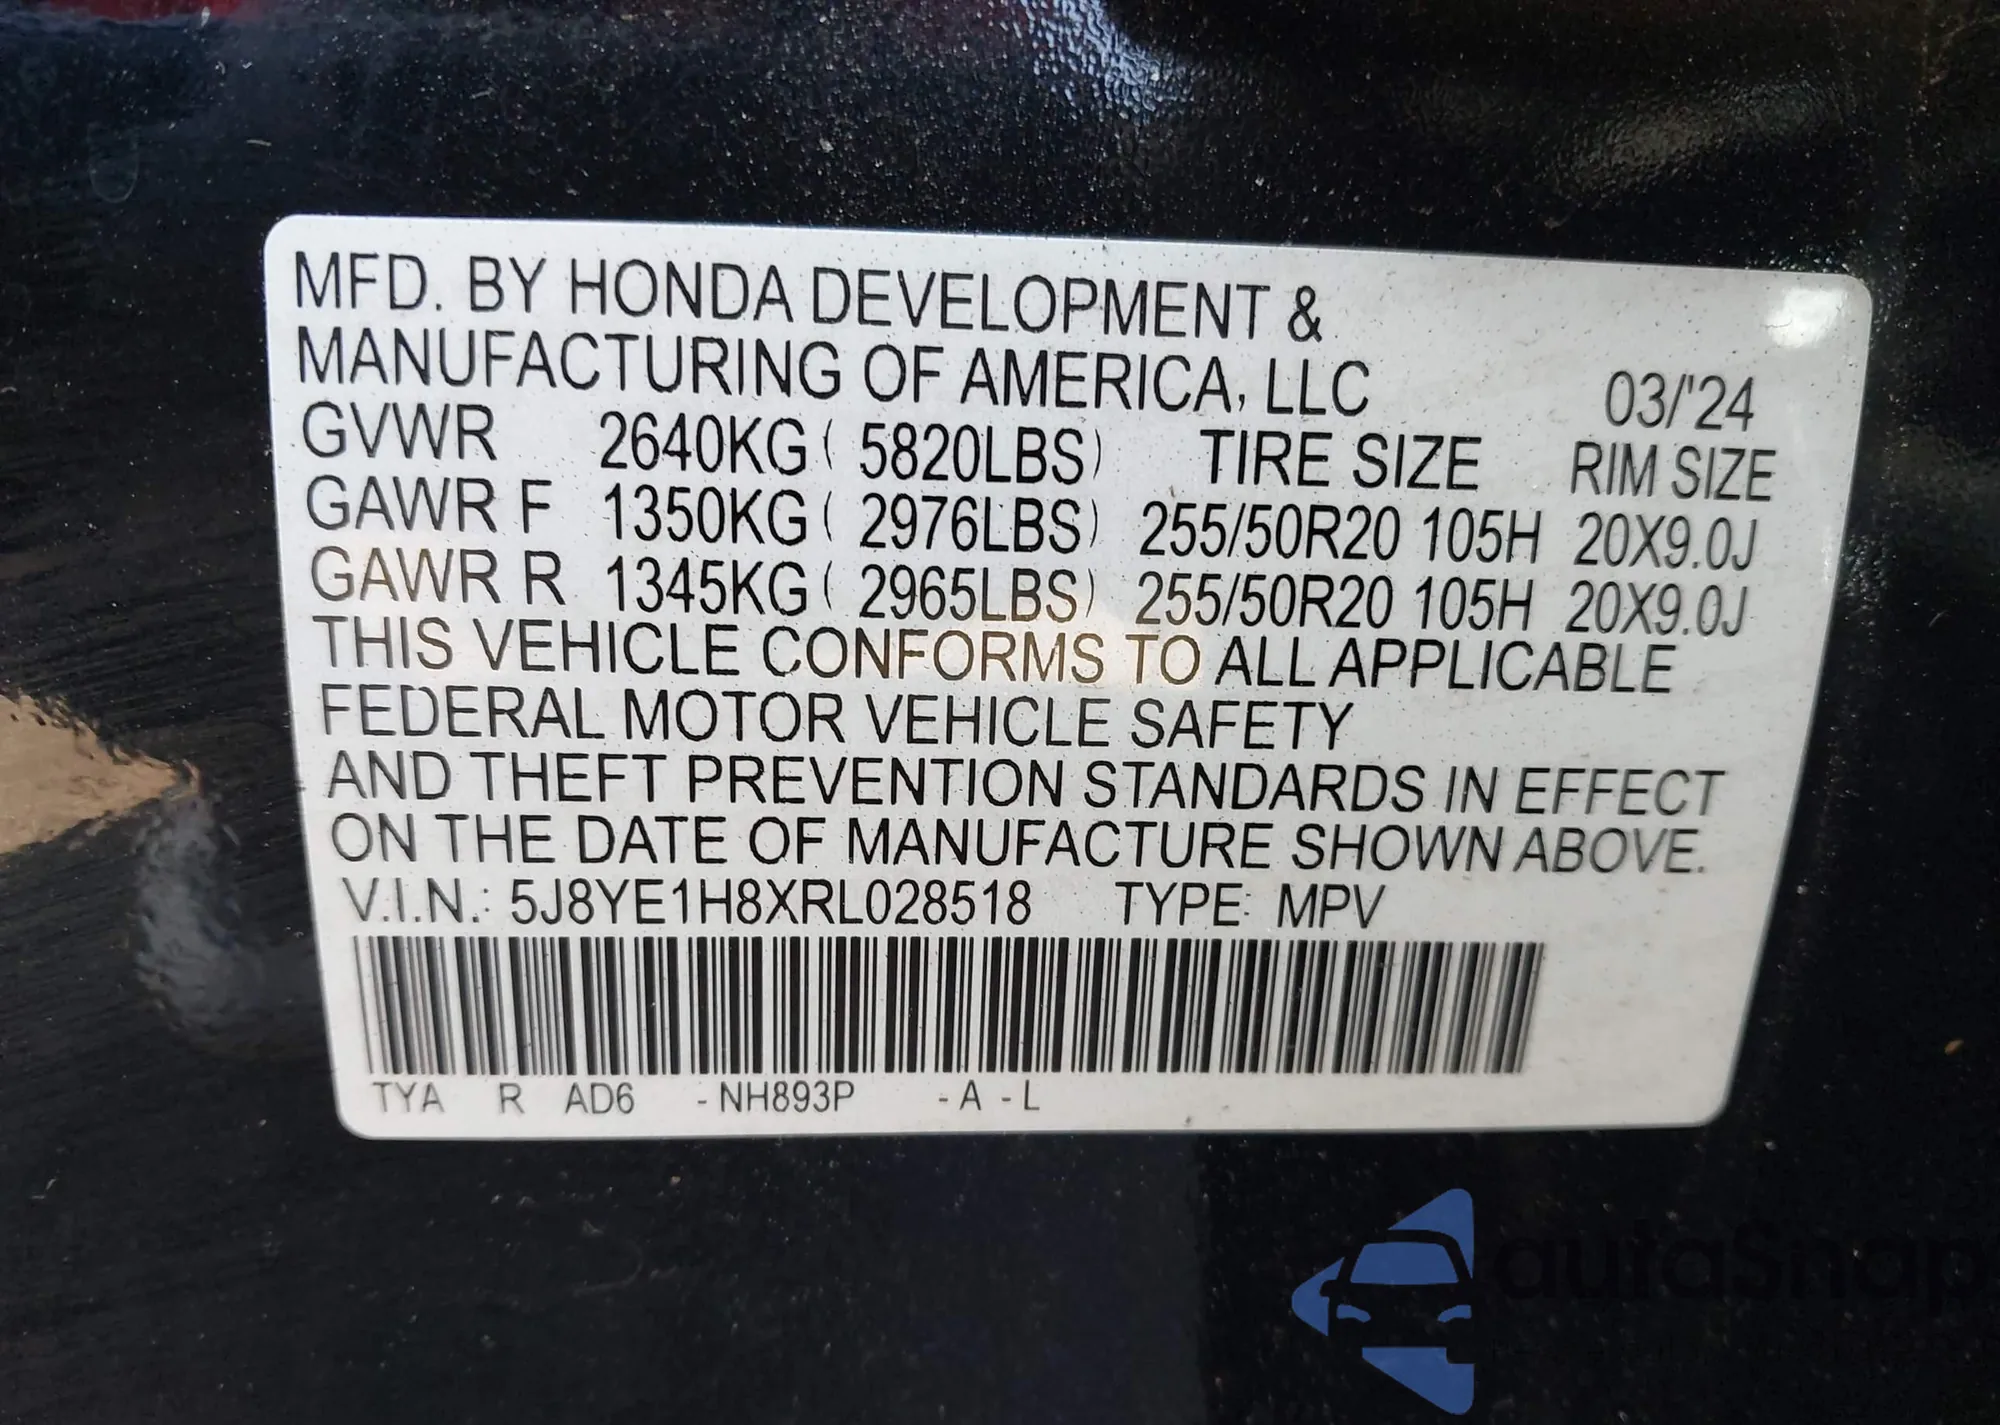 MFD. BY HONDA DEVELOPMENT &
MANUFACTURING OF AMERICA, LLC 03/'24
GVWR 2640KG ( 5820LBS) TIRE SIZE RIM SIZE
GAWR F 1350KG ( 2976LBS) 255/50R20 105H 20X9.0J
GAWR R 1345KG ( 2965LBS) 255/50R20 105H 20X9.0J
THIS VEHICLE CONFORMS TO ALL APPLICABLE
FEDERAL MOTOR VEHICLE SAFETY
AND THEFT PREVENTION STANDARDS IN EFFECT
ON THE DATE OF MANUFACTURE SHOWN ABOVE.
V.I.N.: 5J8YE1H8XRL028518 TYPE: MPV
TYA R AD6 -NH893P -A -L
autaSnap